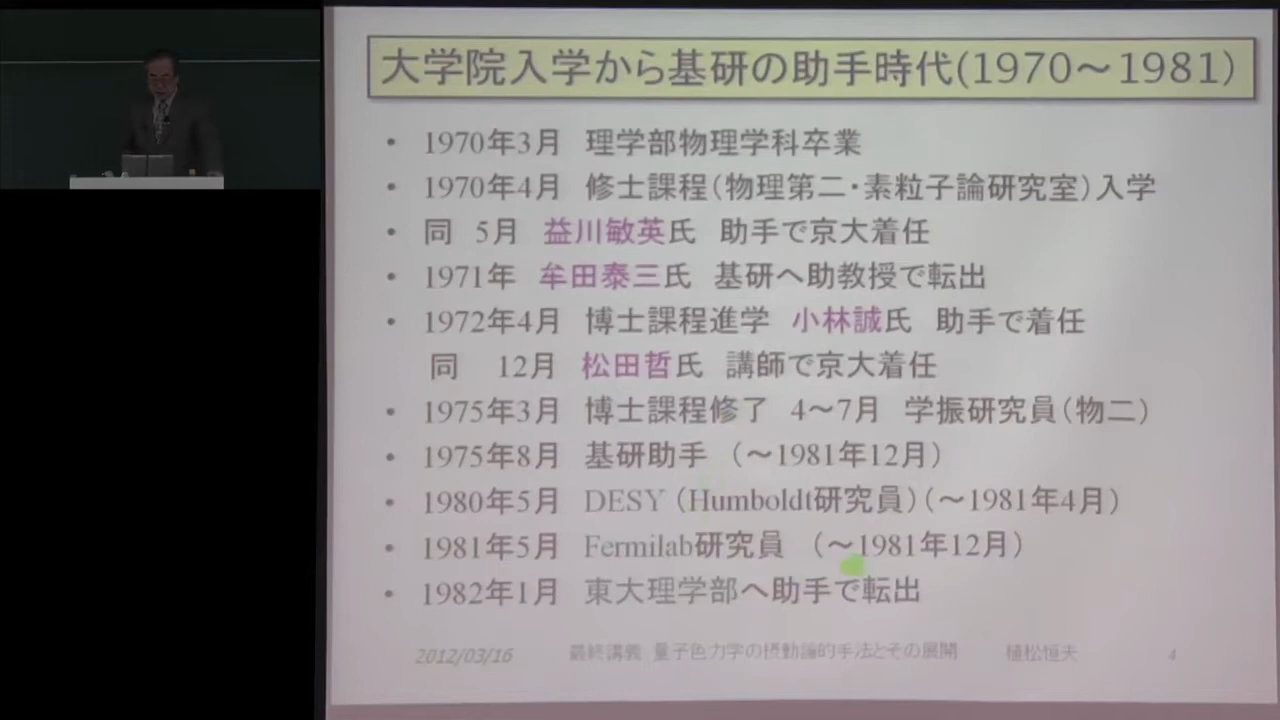 大学院入学から基研の助手時代(1970～1981)
• 1970年3月 理学部物理学科卒業
• 1970年4月 修士課程(物理第二・素粒子論研究室)入学
• 同 5月 益川敏英氏 助手で京大着任
• 1971年 牟田泰三氏 基研へ助教授で転出
• 1972年4月 博士課程進学 小林誠氏 助手で着任
同 12月 松田哲氏 講師で京大着任
• 1975年3月 博士課程修了 4～7月 学振研究員(物二)
• 1975年8月 基研助手 (～1981年12月)
• 1980年5月 DESY (Humboldt研究員)(～1981年4月)
• 1981年5月 Fermilab研究員 (～1981年12月)
• 1982年1月 東大理学部へ助手で転出
2012/03/16 最終講義 量子色力学の摂動論的手法とその展開 植松恒夫 4